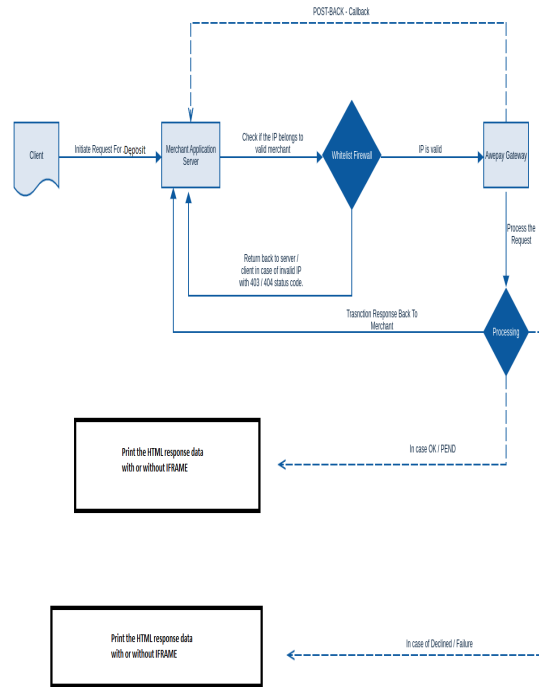 POST-BACK - Callback
Client
Initiate Request For Deposit
Merchant Application
Server
Check if the IP belongs to
valid merchant
Whitelist Firewall
IP is valid
Awepay Gateway
Process the
Request
Return back to server /
client in case of invalid IP
with 403 / 404 status code.
Trasnction Response Back To
Merchant
Processing
Print the HTML response data
with or without IFRAME
In case OK / PEND
Print the HTML response data
with or without IFRAME
In case of Declined / Failure